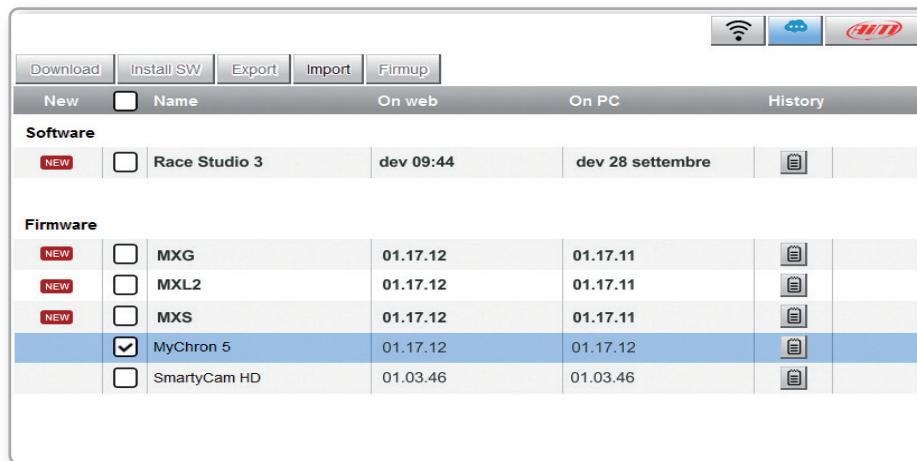 AiM
Download Install SW Export Import Firmup
New Name On web On PC History
Software
NEW Race Studio 3 dev 09:44 dev 28 settembre
Firmware
NEW MXG 01.17.12 01.17.11
NEW MXL2 01.17.12 01.17.11
NEW MXS 01.17.12 01.17.11
MyChron 5 01.17.12 01.17.12
SmartyCam HD 01.03.46 01.03.46